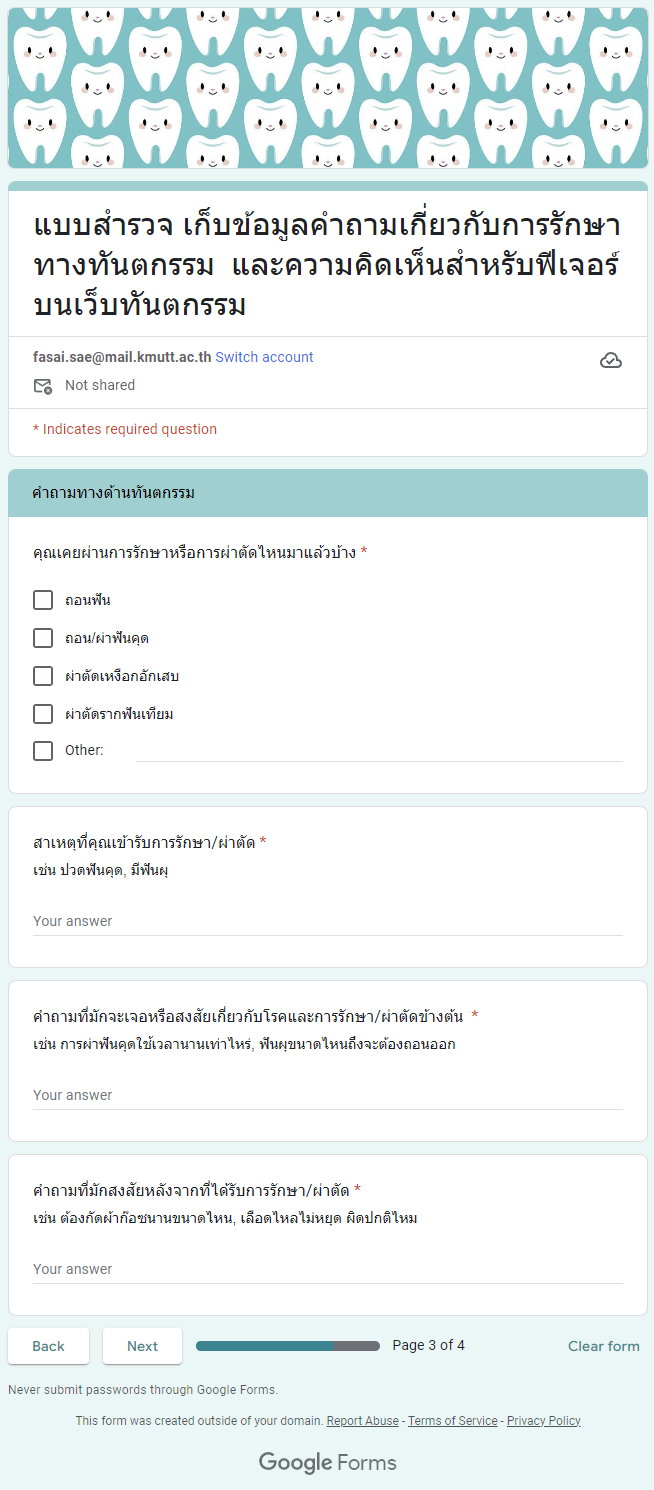 แบบสำรวจ เก็บข้อมูลคำถามเกี่ยวกับการรักษา
ทางทันตกรรม และความคิดเห็นสำหรับฟีเจอร์
บนเว็บทันตกรรม
fasai.sae@mail.kmutt.ac.th Switch account
Not shared
* Indicates required question
คำถามทางด้านทันตกรรม
คุณเคยผ่านการรักษาหรือการผ่าตัดไหนมาแล้วบ้าง *
ถอนฟัน
ถอน/ผ่าฟันคุด
ผ่าตัดเหงือกอักเสบ
ผ่าตัดรากฟันเทียม
Other:
สาเหตุที่คุณเข้ารับการรักษา/ผ่าตัด *
เช่น ปวดฟันคุด, มีฟันผุ
Your answer
คำถามที่มักจะเจอหรือสงสัยเกี่ยวกับโรคและการรักษา/ผ่าตัดข้างต้น *
เช่น การผ่าฟันคุดใช้เวลานานเท่าไหร่, ฟันผุขนาดไหนถึงจะต้องถอนออก
Your answer
คำถามที่มักสงสัยหลังจากที่ได้รับการรักษา/ผ่าตัด *
เช่น ต้องกัดผ้าก๊อซนานขนาดไหน, เลือดไหลไม่หยุด ผิดปกติไหม
Your answer
Back Next Page 3 of 4 Clear form
Never submit passwords through Google Forms.
This form was created outside of your domain. Report Abuse - Terms of Service - Privacy Policy
Google Forms